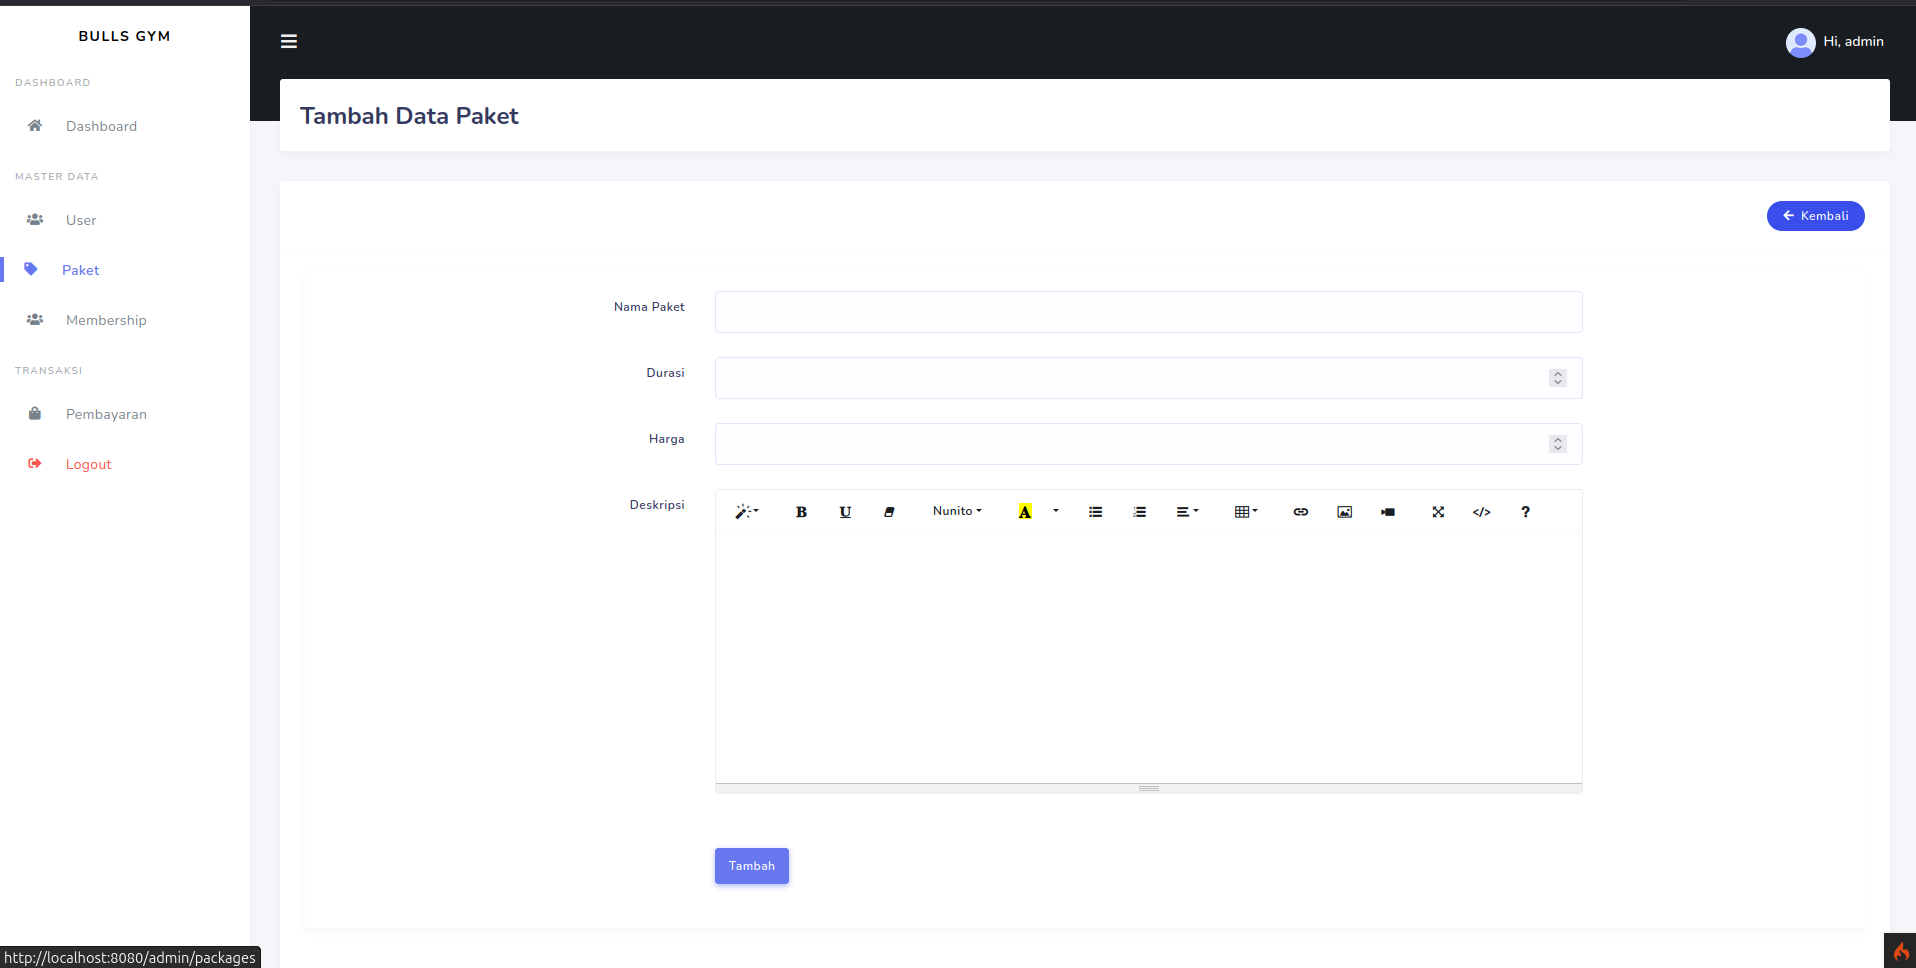 BULLS GYM
Hi, admin
DASHBOARD
Dashboard
MASTER DATA
User
Paket
Membership
TRANSAKSI
Pembayaran
Logout
Tambah Data Paket
Kembali
Nama Paket
Durasi
Harga
Deskripsi
B U Nunito A </> ?
Tambah
http://localhost:8080/admin/packages